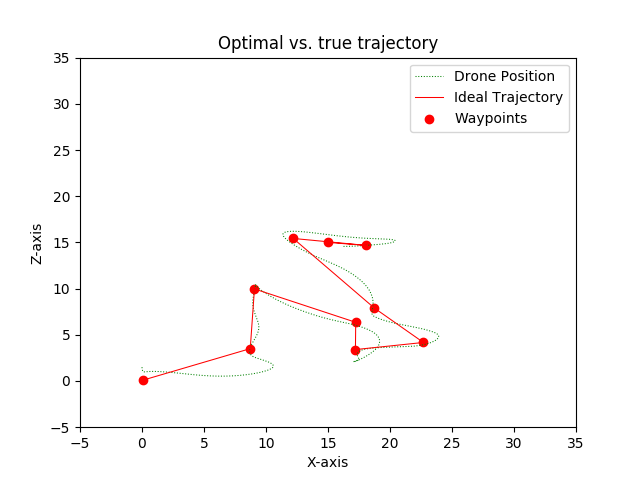 Optimal vs. true trajectory
Drone Position
Ideal Trajectory
Waypoints
Z-axis
35
30
25
20
15
10
5
0
−5
−5 0 5 10 15 20 25 30 35
X-axis